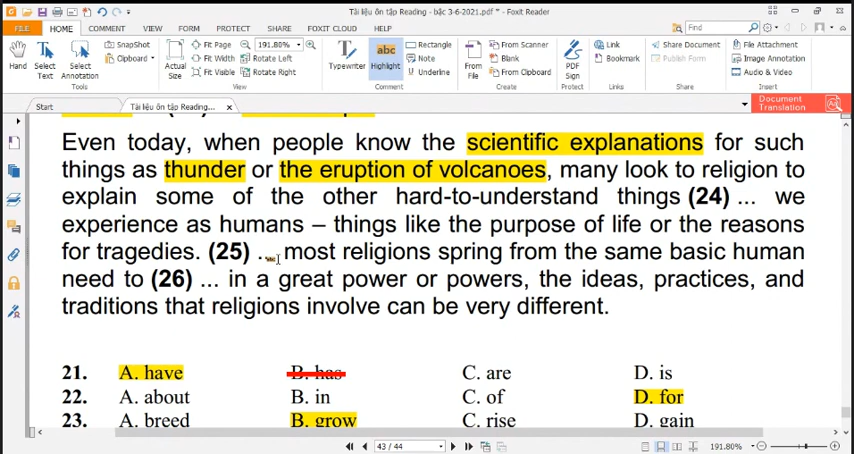 Tài liệu ôn tập Reading - bậc 3-6-2021.pdf * - Foxit Reader
FILE HOME COMMENT VIEW FORM PROTECT SHARE FOXIT CLOUD HELP Find
SnapShot Fit Page 191.80% Rectangle From Scanner Link Share Document File Attachment
Clipboard Fit Width Rotate Left Note Blank Bookmark Publish Form Image Annotation
Fit Visible Rotate Right Underline From Clipboard Audio & Video
Hand Select Text Select Annotation Actual Size Typewriter Highlight From File PDF Sign
Tools View Comment Create Protect Links Share Insert
Start Tài liệu ôn tập Reading... Document Translation
Even today, when people know the scientific explanations for such
things as thunder or the eruption of volcanoes, many look to religion to
explain some of the other hard-to-understand things (24) ... we
experience as humans – things like the purpose of life or the reasons
for tragedies. (25) ... most religions spring from the same basic human
need to (26) ... in a great power or powers, the ideas, practices, and
traditions that religions involve can be very different.
21. A. have B. has C. are D. is
22. A. about B. in C. of D. for
23. A. breed B. grow C. rise D. gain
43 / 44 191.80%